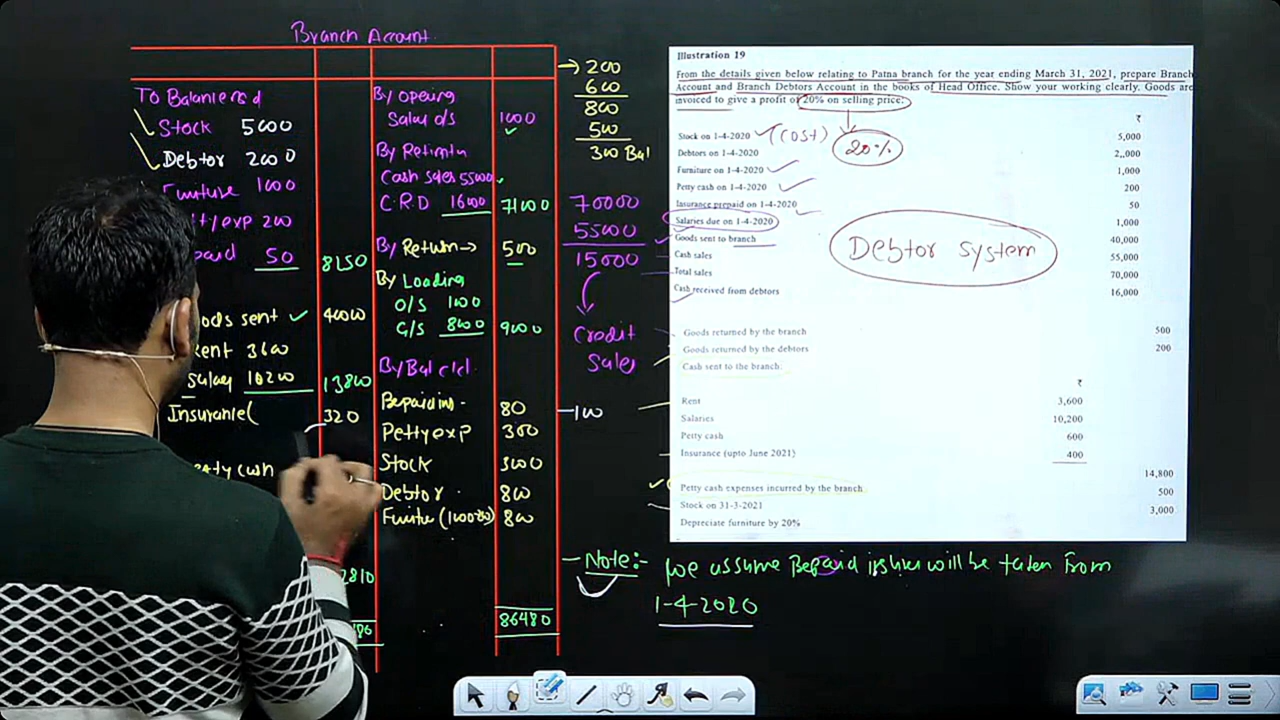 Branch Account
To Balance b/d
Stock 5000
Debtor 2000
Funiture 1000
ttyexp 200
paid 50
8150
oods sent 40000
ent 3600
Salary 10200
13800
Insurance( 320
etty cash
2810
By Opening
Salary o/s 1000
By Remittance
Cash sales 55000
C.R.D 16000 71000
By Return→ 500
By Loading
O/S 1000
G/S 8000 9000
By Bal c/d
Prepaid ins. 80
Petty exp 300
Stock 3000
Debtor 800
800
86480
→ 200
600
800
500
300 Bal
70000
55000
15000
Credit
Sales
100
Illustration 19
From the details given below relating to Patna branch for the year ending March 31, 2021, prepare Branch
Account and Branch Debtors Account in the books of Head Office. Show your working clearly. Goods are
invoiced to give a profit of 20% on selling price:
₹
Stock on 1-4-2020 (Cost) 5,000
20%
Debtors on 1-4-2020 2,,000
Furniture on 1-4-2020 1,000
Petty cash on 1-4-2020 200
Insurance prepaid on 1-4-2020 50
Salaries due on 1-4-2020 1,000
Goods sent to branch 40,000
Cash sales 55,000
Total sales 70,000
Cash received from debtors 16,000
Debtor System
Goods returned by the branch 500
Goods returned by the debtors 200
Cash sent to the branch:
₹
Rent 3,600
Salaries 10,200
Petty cash 600
Insurance (upto June 2021) 400
14,800
Petty cash expenses incurred by the branch 500
Stock on 31-3-2021 3,000
Depreciate furniture by 20%
Note:- we assume Prepaid will be taken From
1-4-2020